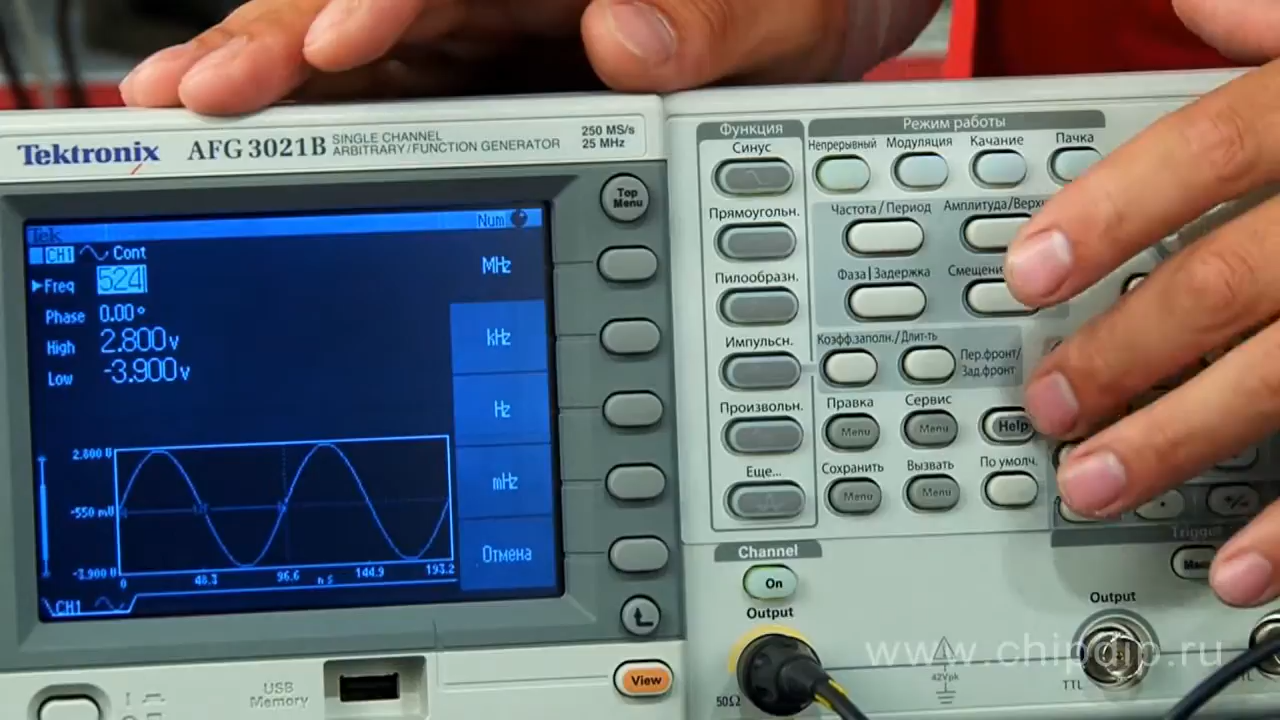 Tektronix AFG 3021B SINGLE CHANNEL
ARBITRARY/FUNCTION GENERATOR
250 MS/s
25 MHz
Tek
Num
CH1 Cont
Freq 524
Phase 0.00°
High 2.800 V
Low -3.900 V
MHz
kHz
Hz
mHz
Отмена
2.800 V
-550 mV
-3.900 V
0 48.3 96.6 nS 144.9 193.2
CH1
Top
Menu
View
USB
Memory
Функция
Синус
Прямоугольн.
Пилообразн.
Импульсн.
Произвольн.
Еще...
Режим работы
Непрерывный Модуляция Качание Пачка
Частота / Период
Фаза | Задержка
Коэфф.заполн./Длит-ть
Пер.фронт/
Зад.фронт
Правка Сервис
Menu Menu Help
Сохранить Вызвать По умолч.
Menu Menu
Channel
On
Output
50Ω
42Vpk
Output
TTL
www.chipdip.ru